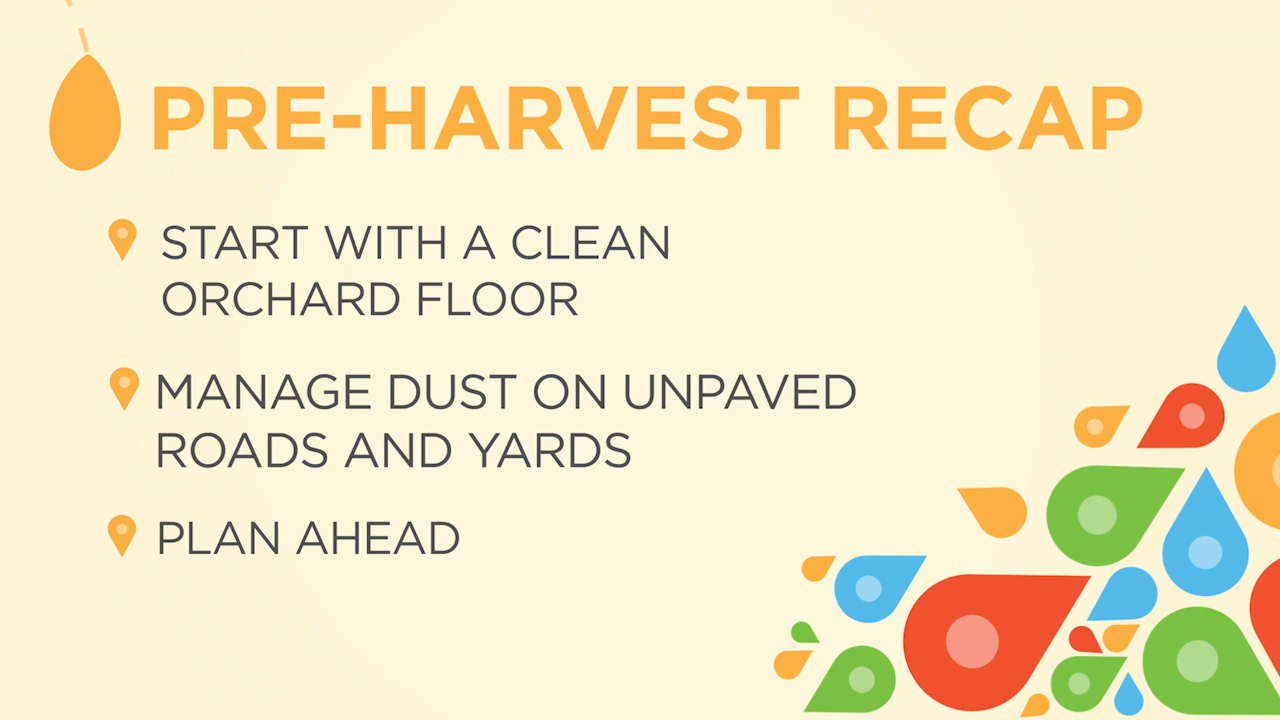 PRE-HARVEST RECAP
START WITH A CLEAN
ORCHARD FLOOR
MANAGE DUST ON UNPAVED
ROADS AND YARDS
PLAN AHEAD